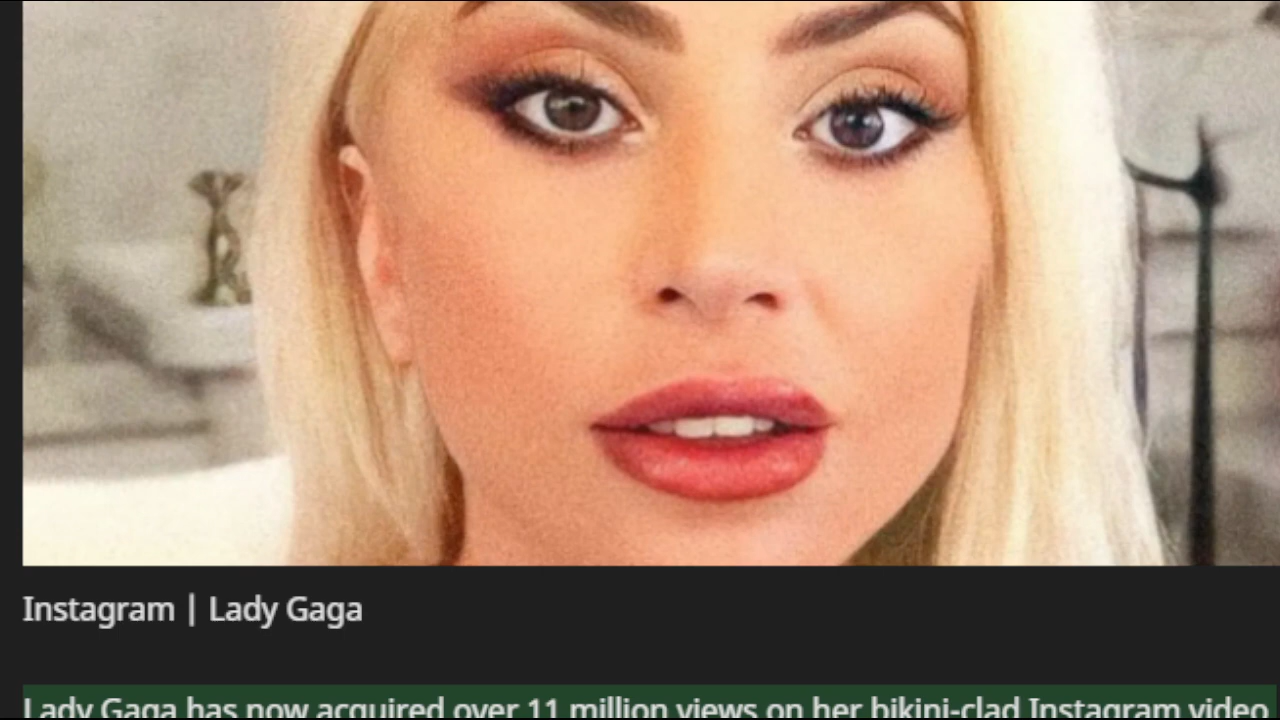 Instagram | Lady Gaga
Lady Gaga has now acquired over 11 million views on her bikini-clad Instagram video